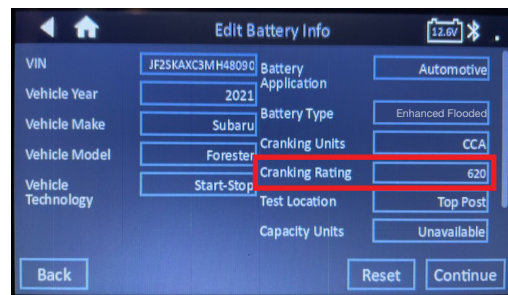 Edit Battery Info
12.6V
VIN
JF2SKAXC3MH48090
Battery Application
Automotive
Vehicle Year
2021
Battery Type
Enhanced Flooded
Vehicle Make
Subaru
Cranking Units
CCA
Vehicle Model
Forester
Cranking Rating
620
Vehicle Technology
Start-Stop
Test Location
Top Post
Capacity Units
Unavailable
Back
Reset
Continue